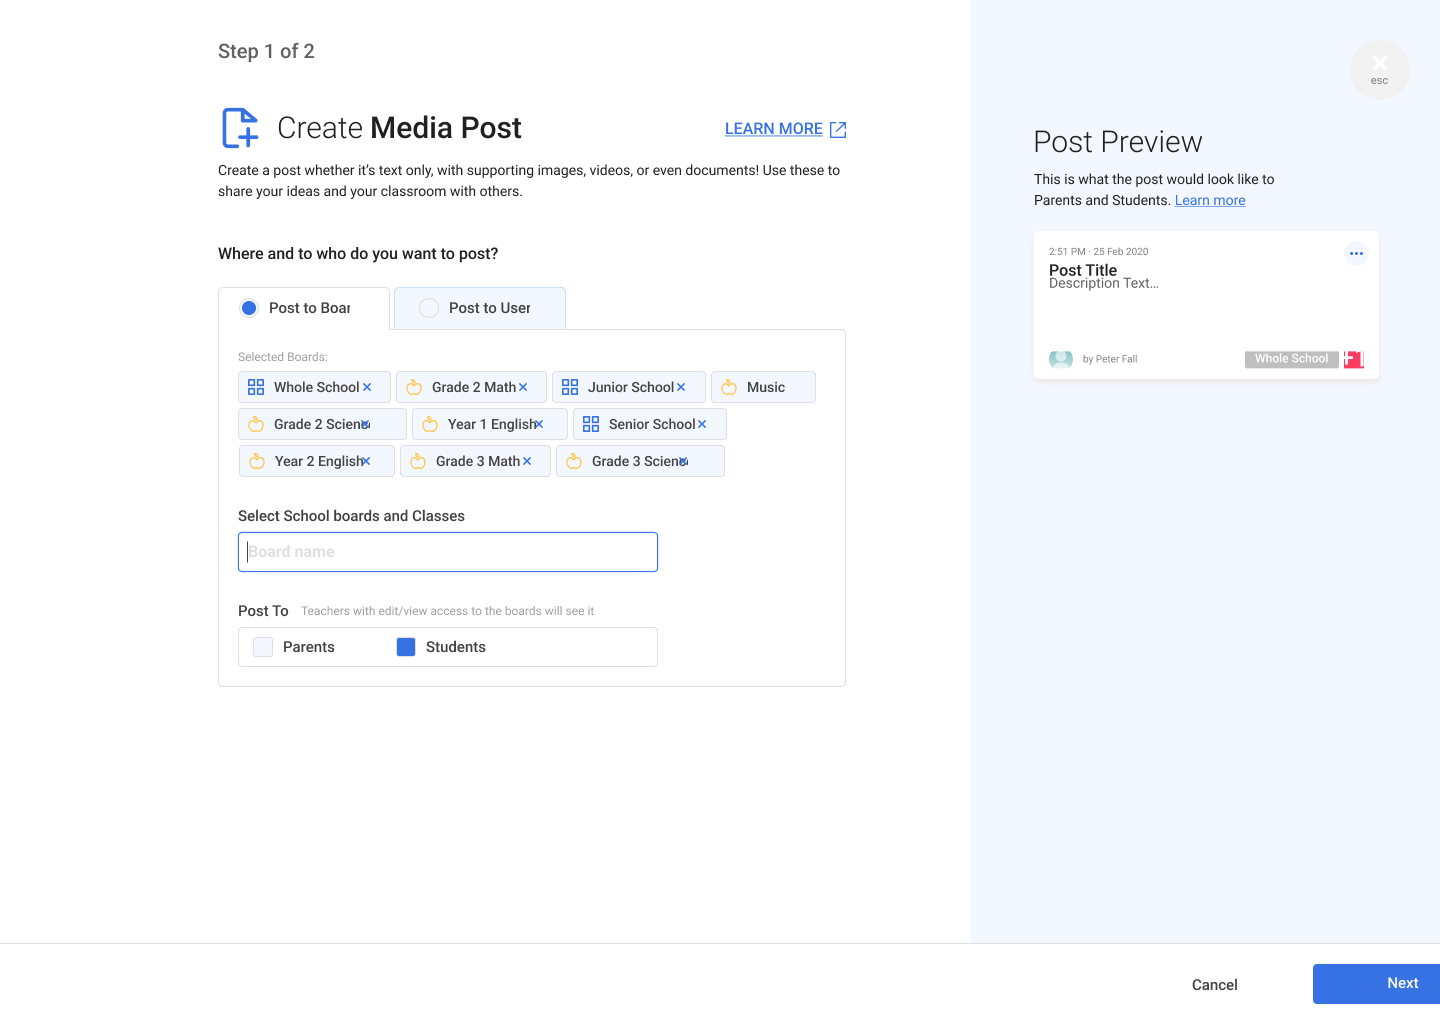 Step 1 of 2
esc
Create Media Post
LEARN MORE
Create a post whether it's text only, with supporting images, videos, or even documents! Use these to
share your ideas and your classroom with others.
Where and to who do you want to post?
Post to Boar
Post to User
Selected Boards:
Whole School
Grade 2 Math
Junior School
Music
Grade 2 Scienc
Year 1 English
Senior School
Year 2 English
Grade 3 Math
Grade 3 Scienc
Select School boards and Classes
Board name
Post To
Teachers with edit/view access to the boards will see it
Parents
Students
Post Preview
This is what the post would look like to
Parents and Students. Learn more
2:51 PM · 25 Feb 2020
Post Title
Description Text...
by Peter Fall
Whole School
Cancel
Next